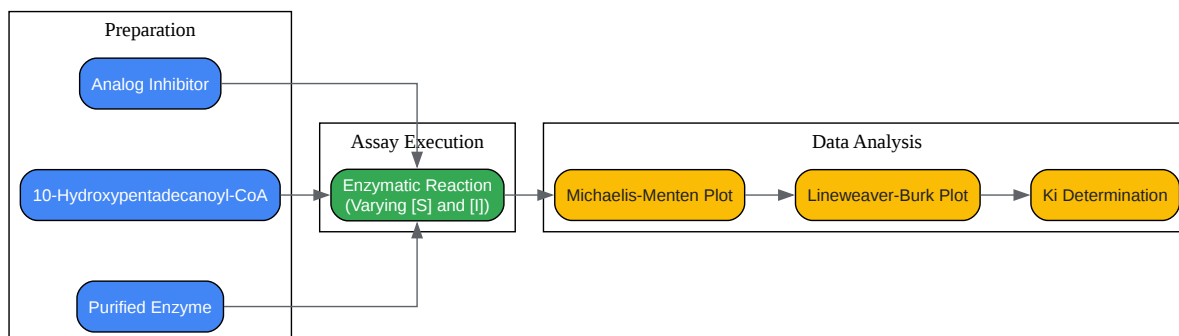 Preparation
Analog Inhibitor
10-Hydroxypentadecanoyl-CoA
Purified Enzyme
Assay Execution
Enzymatic Reaction
(Varying [S] and [I])
Data Analysis
Michaelis-Menten Plot
Lineweaver-Burk Plot
Ki Determination